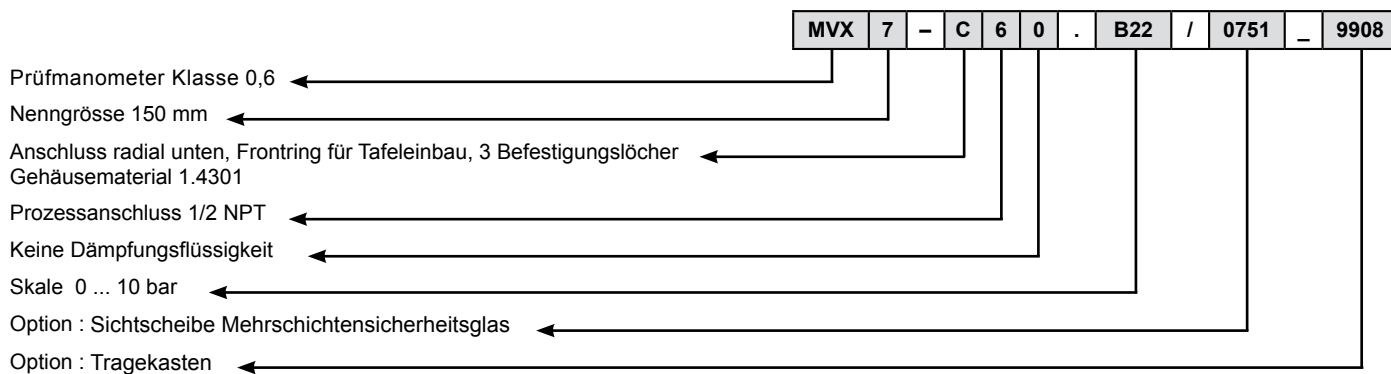 MVX 7 – C 6 0 . B22 / 0751 _ 9908
Prüfmanometer Klasse 0,6
Nenngrösse 150 mm
Anschluss radial unten, Frontring für Tafeleinbau, 3 Befestigungslöcher
Gehäusematerial 1.4301
Prozessanschluss 1/2 NPT
Keine Dämpfungsflüssigkeit
Skale 0 ... 10 bar
Option : Sichtscheibe Mehrschichtensicherheitsglas
Option : Tragekasten